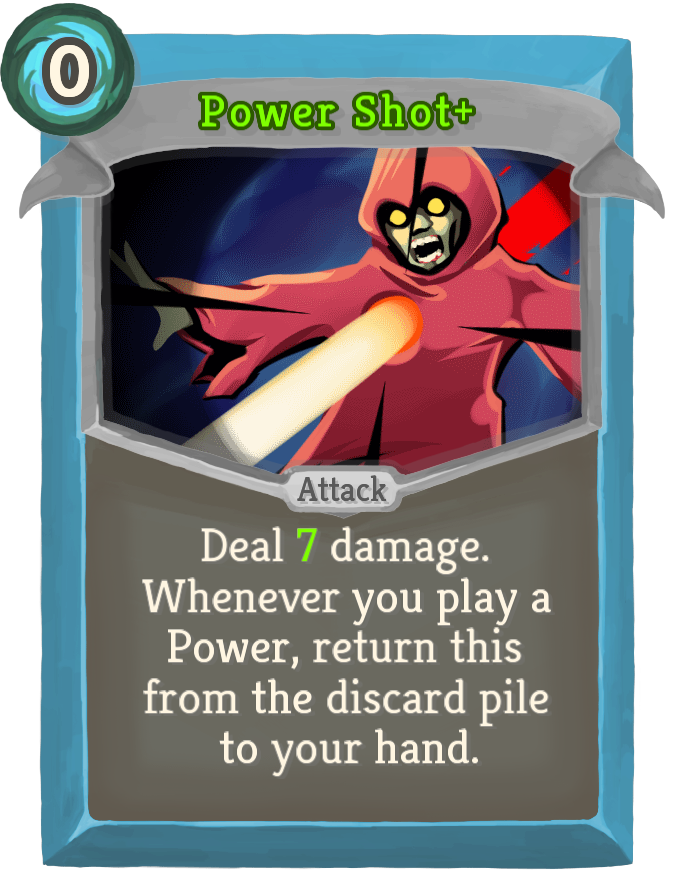 0
Power Shot+
Attack
Deal 7 damage.
Whenever you play a
Power, return this
from the discard pile
to your hand.